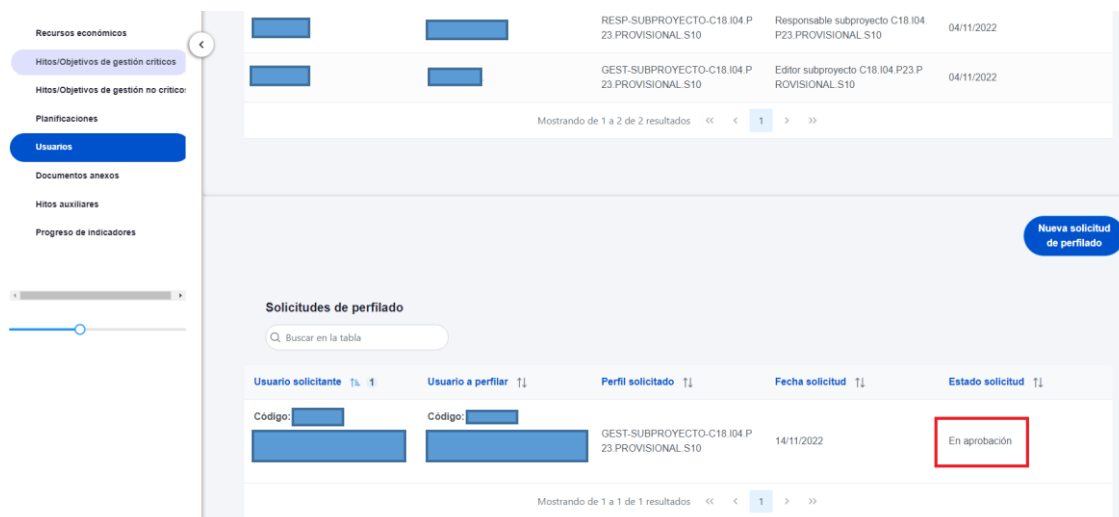 Recursos económicos
Hitos/Objetivos de gestión críticos
Hitos/Objetivos de gestión no crítico
Planificaciones
Usuarios
Documentos anexos
Hitos auxiliares
Progreso de indicadores
RESP-SUBPROYECTO-C18.I04.P
23.PROVISIONAL.S10
Responsable subproyecto C18.I04.
P23.PROVISIONAL.S10
04/11/2022
GEST-SUBPROYECTO-C18.I04.P
23.PROVISIONAL.S10
Editor subproyecto C18.I04.P23.P
ROVISIONAL.S10
04/11/2022
Mostrando de 1 a 2 de 2 resultados << < 1 > >>
Nueva solicitud
de perfilado
Solicitudes de perfilado
Buscar en la tabla
Usuario solicitante 1 Usuario a perfilar Perfil solicitado Fecha solicitud Estado solicitud
Código: Código:
GEST-SUBPROYECTO-C18.I04.P
23.PROVISIONAL.S10
14/11/2022
En aprobación
Mostrando de 1 a 1 de 1 resultados << < 1 > >>